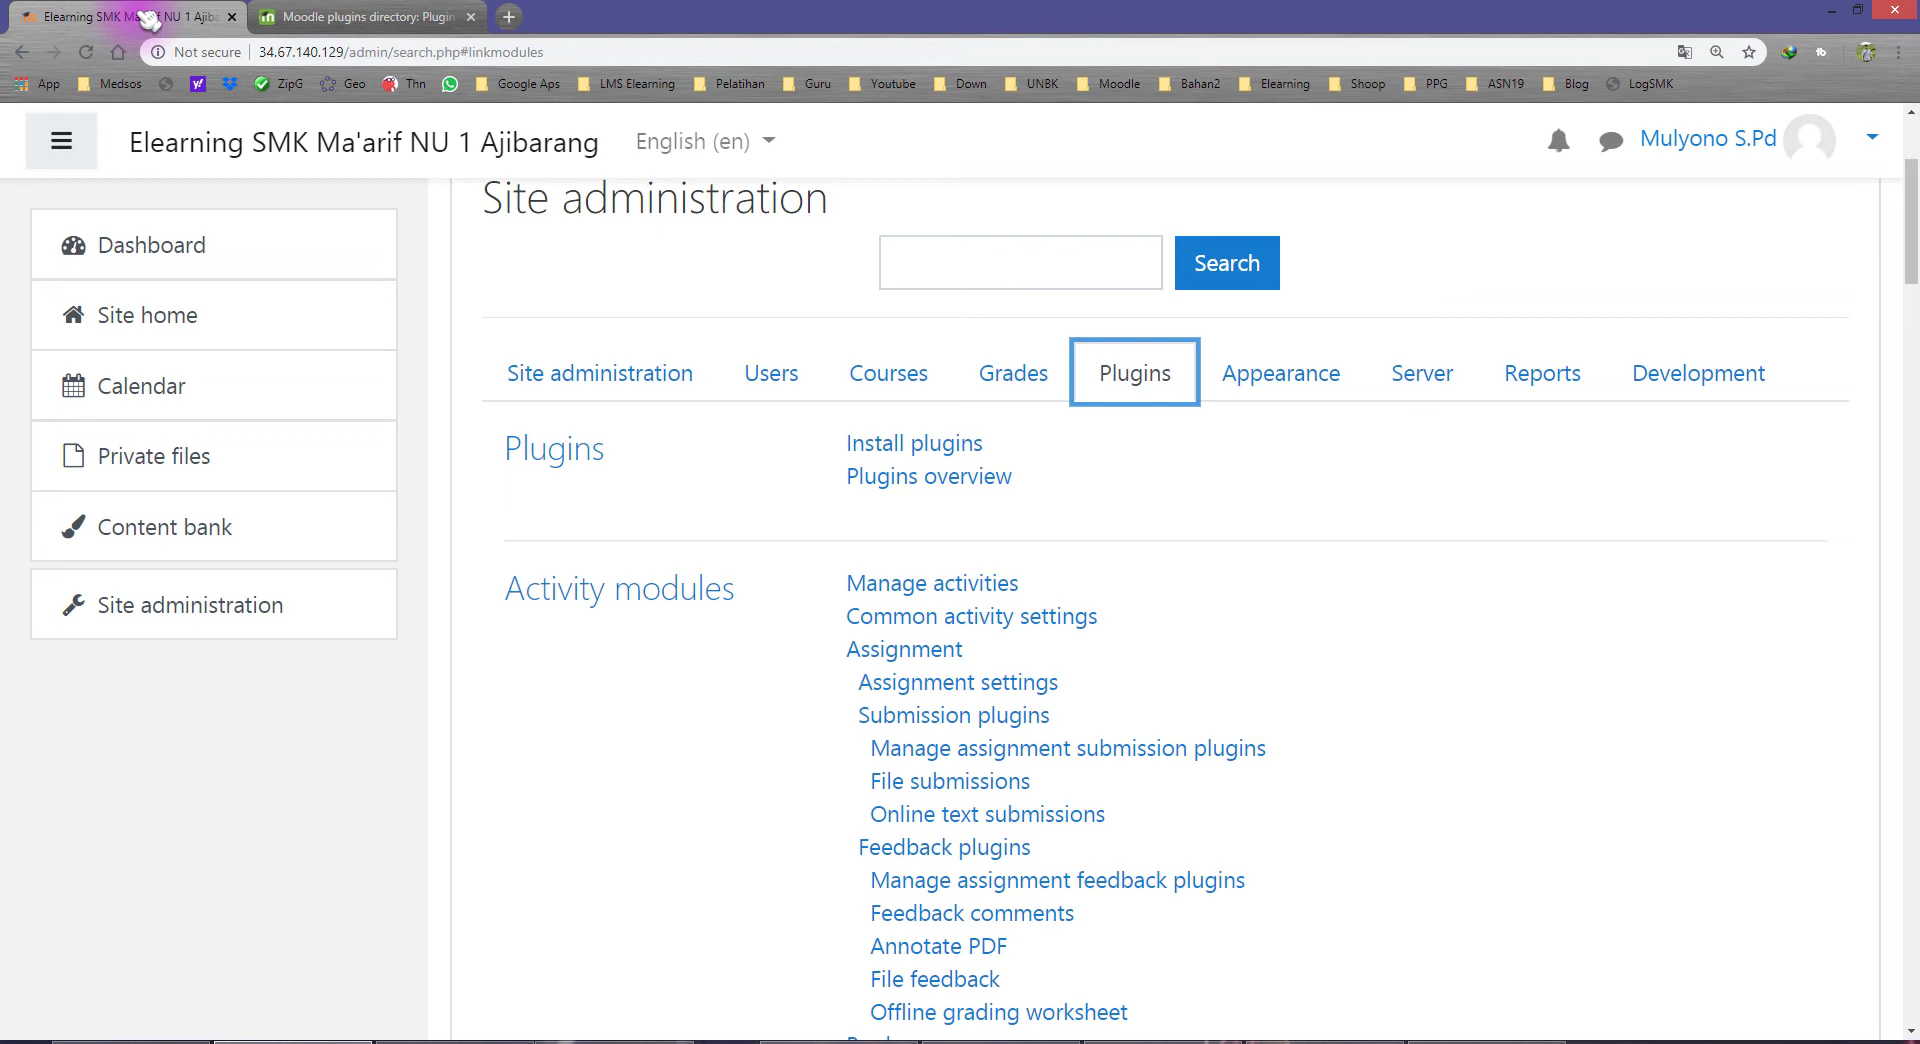 Elearning SMK Ma'arif NU 1 Ajiba
Moodle plugins directory: Plugin
Not secure
34.67.140.129/admin/search.php#linkmodules
App
Medsos
ZipG
Geo
Thn
Google Aps
LMS Elearning
Pelatihan
Guru
Youtube
Down
UNBK
Moodle
Bahan2
Elearning
Shoop
PPG
ASN19
Blog
LogSMK
Elearning SMK Ma'arif NU 1 Ajibarang
English (en)
Mulyono S.Pd
Dashboard
Site home
Calendar
Private files
Content bank
Site administration
Site administration
Search
Site administration
Users
Courses
Grades
Plugins
Appearance
Server
Reports
Development
Plugins
Install plugins
Plugins overview
Activity modules
Manage activities
Common activity settings
Assignment
Assignment settings
Submission plugins
Manage assignment submission plugins
File submissions
Online text submissions
Feedback plugins
Manage assignment feedback plugins
Feedback comments
Annotate PDF
File feedback
Offline grading worksheet